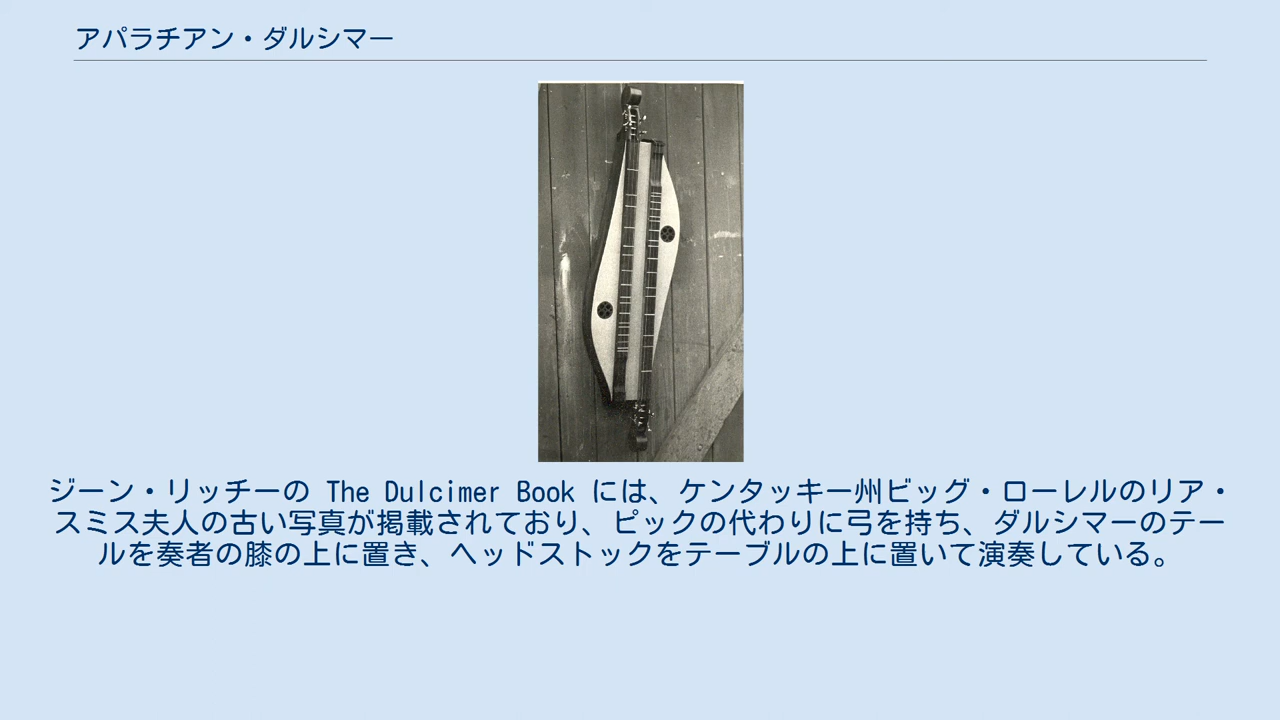 アパラチアン・ダルシマー
ジーン・リッチーの The Dulcimer Book には、ケンタッキー州ビッグ・ローレルのリア・
スミス夫人の古い写真が掲載されており、ピックの代わりに弓を持ち、ダルシマーのテー
ルを奏者の膝の上に置き、ヘッドストックをテーブルの上に置いて演奏している。